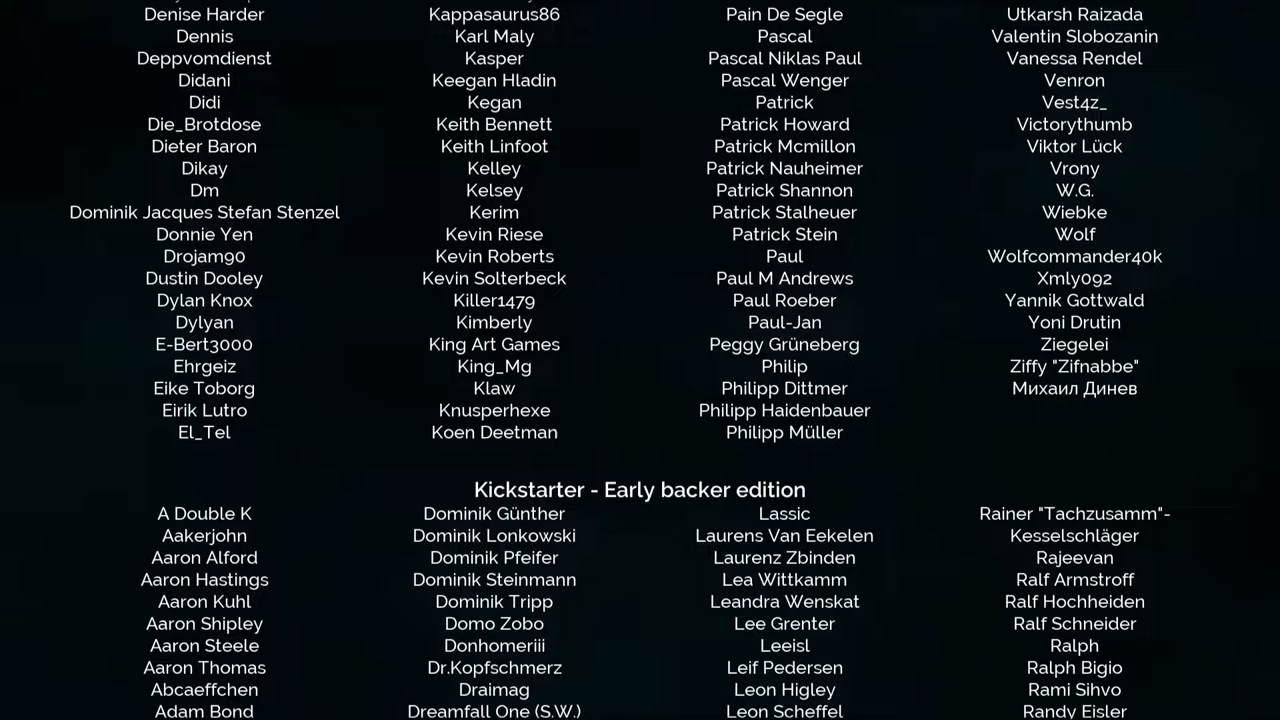 Denise Harder
Dennis
Deppvomdienst
Didani
Didi
Die_Brotdose
Dieter Baron
Dikay
Dm
Dominik Jacques Stefan Stenzel
Donnie Yen
Drojam90
Dustin Dooley
Dylan Knox
Dylyan
E-Bert3000
Ehrgeiz
Eike Toborg
Eirik Lutro
El_Tel
Kappasaurus86
Karl Maly
Kasper
Keegan Hladin
Kegan
Keith Bennett
Keith Linfoot
Kelley
Kelsey
Kerim
Kevin Riese
Kevin Roberts
Kevin Solterbeck
Killer1479
Kimberly
King Art Games
King_Mg
Klaw
Knusperhexe
Koen Deetman
Pain De Segle
Pascal
Pascal Niklas Paul
Pascal Wenger
Patrick
Patrick Howard
Patrick Mcmillon
Patrick Nauheimer
Patrick Shannon
Patrick Stalheuer
Patrick Stein
Paul
Paul M Andrews
Paul Roeber
Paul-Jan
Peggy Grüneberg
Philip
Philipp Dittmer
Philipp Haidenbauer
Philipp Müller
Utkarsh Raizada
Valentin Slobozanin
Vanessa Rendel
Venron
Vest4z_
Victorythumb
Viktor Lück
Vrony
W.G.
Wiebke
Wolf
Wolfcommander40k
Xmly092
Yannik Gottwald
Yoni Drutin
Ziegelei
Ziffy "Zifnabbe"
Михаил Динев
Kickstarter - Early backer edition
A Double K
Aakerjohn
Aaron Alford
Aaron Hastings
Aaron Kuhl
Aaron Shipley
Aaron Steele
Aaron Thomas
Abcaeffchen
Adam Bond
Dominik Günther
Dominik Lonkowski
Dominik Pfeifer
Dominik Steinmann
Dominik Tripp
Domo Zobo
Donhomeriii
Dr.Kopfschmerz
Draimag
Dreamfall One (S.W.)
Lassic
Laurens Van Eekelen
Laurenz Zbinden
Lea Wittkamm
Leandra Wenskat
Lee Grenter
Leeisl
Leif Pedersen
Leon Higley
Leon Scheffel
Rainer "Tachzusamm"-
Kesselschläger
Rajeevan
Ralf Armstroff
Ralf Hochheiden
Ralf Schneider
Ralph
Ralph Bigio
Rami Sihvo
Randy Eisler